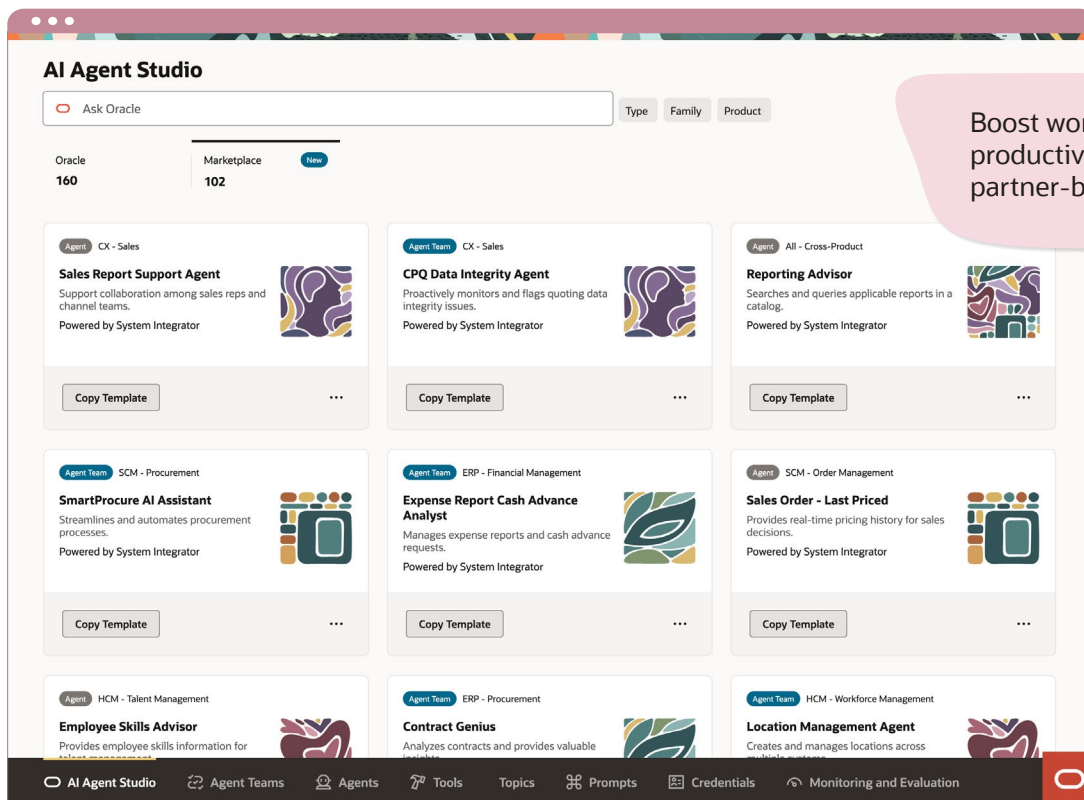 AI Agent Studio
Ask Oracle
Type Family Product
Boost
partner-b
Oracle
160
Marketplace New
102
Agent CX - Sales
Sales Report Support Agent
Support collaboration among sales reps and
channel teams.
Powered by System Integrator
Copy Template
Agent Team CX - Sales
CPQ Data Integrity Agent
Proactively monitors and flags quoting data
integrity issues.
Powered by System Integrator
Copy Template
Agent All - Cross-Product
Reporting Advisor
Searches and queries applicable reports in a
catalog.
Powered by System Integrator
Copy Template
Agent Team SCM - Procurement
SmartProcure AI Assistant
Streamlines and automates procurement
processes.
Powered by System Integrator
Copy Template
Agent Team ERP - Financial Management
Expense Report Cash Advance
Analyst
Manages expense reports and cash advance
requests.
Powered by System Integrator
Copy Template
Agent SCM - Order Management
Sales Order - Last Priced
Provides real-time pricing history for sales
decisions.
Powered by System Integrator
Copy Template
Agent HCM - Talent Management
Employee Skills Advisor
Provides employee skills information for
talent management
Agent Team ERP - Procurement
Contract Genius
Analyzes contracts and provides valuable
insights
Agent Team HCM - Workforce Management
Location Management Agent
Creates and manages locations across
multiple systems
AI Agent Studio Agent Teams Agents Tools Topics Prompts Credentials Monitoring and Evaluation